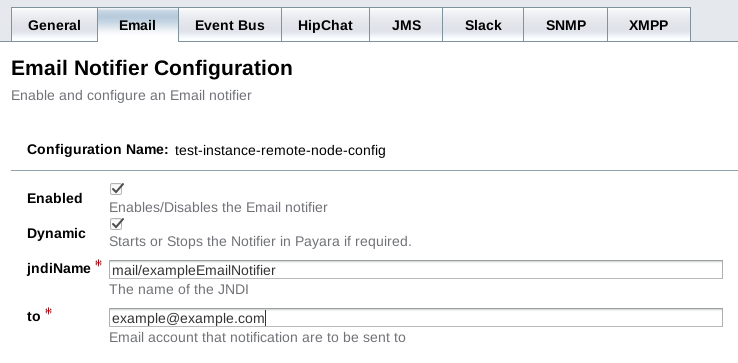 General Email Event Bus HipChat JMS Slack SNMP XMPP
Email Notifier Configuration
Enable and configure an Email notifier
Configuration Name: test-instance-remote-node-config
Enabled
Enables/Disables the Email notifier
Dynamic
Starts or Stops the Notifier in Payara if required.
jndiName * mail/exampleEmailNotifier
The name of the JNDI
to * example@example.com
Email account that notification are to be sent to